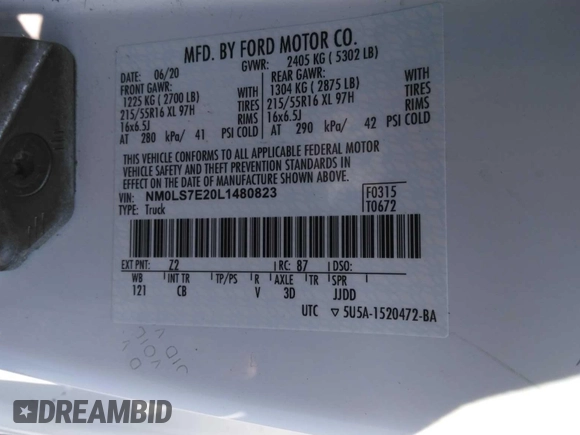 MFD. BY FORD MOTOR CO.
DATE: 06/20 GVWR: 2405 KG ( 5302 LB)
FRONT GAWR: REAR GAWR:
1225 KG ( 2700 LB) WITH 1304 KG ( 2875 LB) WITH
215/55R16 XL 97H TIRES 215/55R16 XL 97H TIRES
16x6.5J RIMS 16x6.5J RIMS
AT 280 kPa/ 41 PSI COLD AT 290 kPa/ 42 PSI COLD
THIS VEHICLE CONFORMS TO ALL APPLICABLE FEDERAL MOTOR
VEHICLE SAFETY AND THEFT PREVENTION STANDARDS IN EFFECT ON
THE DATE OF MANUFACTURE SHOWN ABOVE.
VIN: NM0LS7E20L1480823 F0315
TYPE: Truck T0672
EXT PNT: Z2 RC: 87 DSO:
WB INT TR TP/PS R AXLE TR SPR
121 CB V 3D JJDD
UTC ▽ 5U5A-1520472-BA
DREAMBID